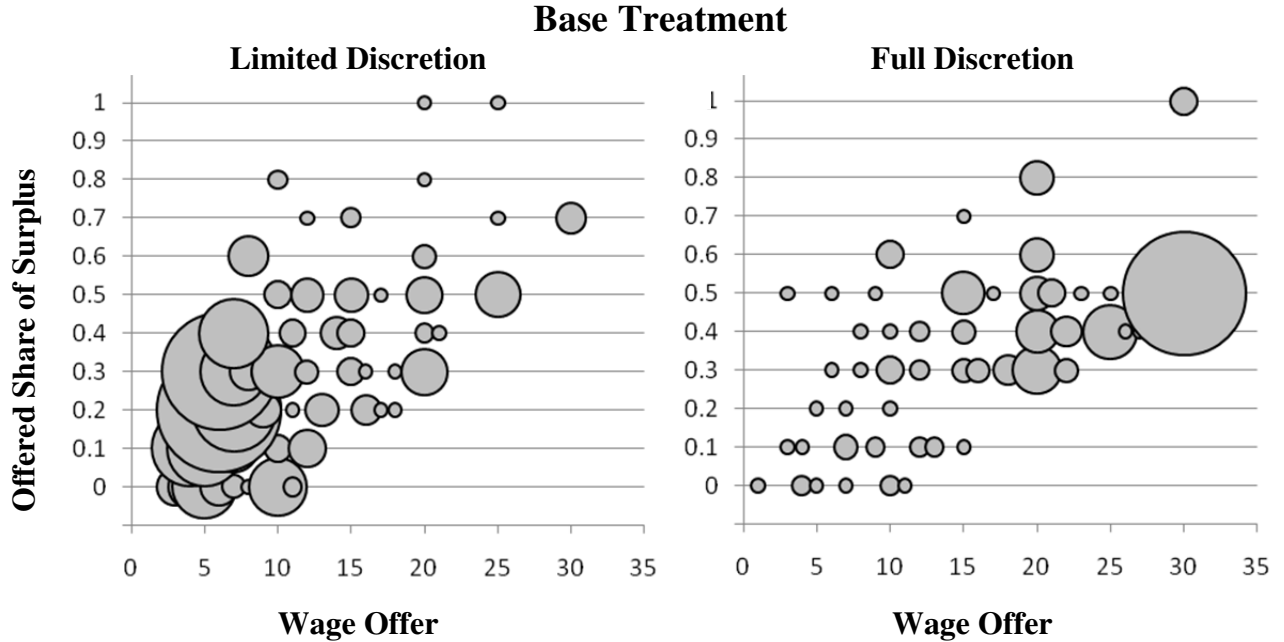 Base Treatment
Limited Discretion
Full Discretion
Offered Share of Surplus
1
0.9
0.8
0.7
0.6
0.5
0.4
0.3
0.2
0.1
0
0 5 10 15 20 25 30 35
Wage Offer
1
0.9
0.8
0.7
0.6
0.5
0.4
0.3
0.2
0.1
0
0 5 10 15 20 25 30 35
Wage Offer